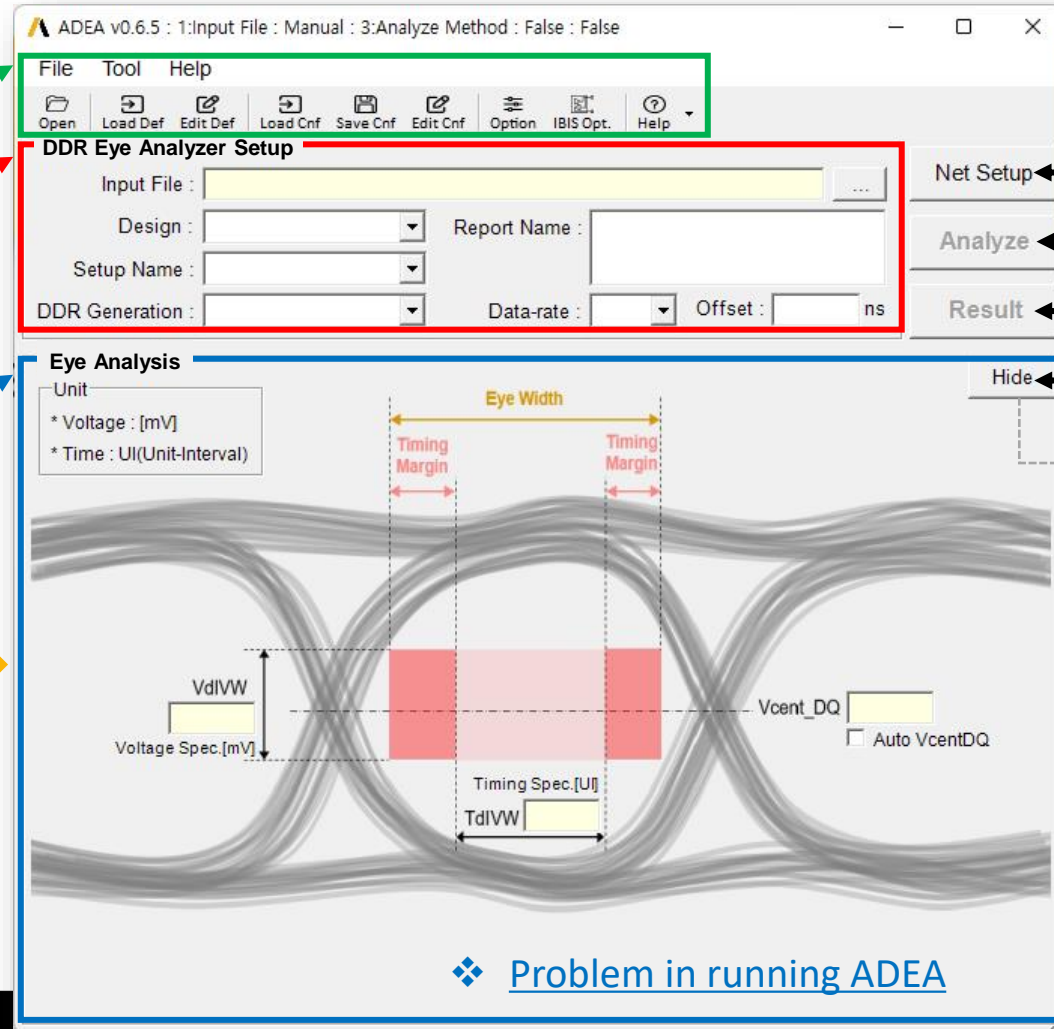 ADEA v0.6.5 : 1:Input File : Manual : 3:Analyze Method : False : False
File Tool Help
Open Load Def Edit Def Load Cnf Save Cnf Edit Cnf Option IBIS Opt. Help
DDR Eye Analyzer Setup
Input File : ...
Net Setup
Design : Report Name :
Analyze
Setup Name :
DDR Generation : Data-rate : Offset : ns
Result
Eye Analysis
Hide
Unit
* Voltage : [mV]
* Time : UI(Unit-Interval)
Eye Width
Timing Margin
Timing Margin
VdIVW
Voltage Spec.[mV]
Vcent_DQ
Auto VcentDQ
Timing Spec.[UI]
TdIVW
❖ Problem in running ADEA